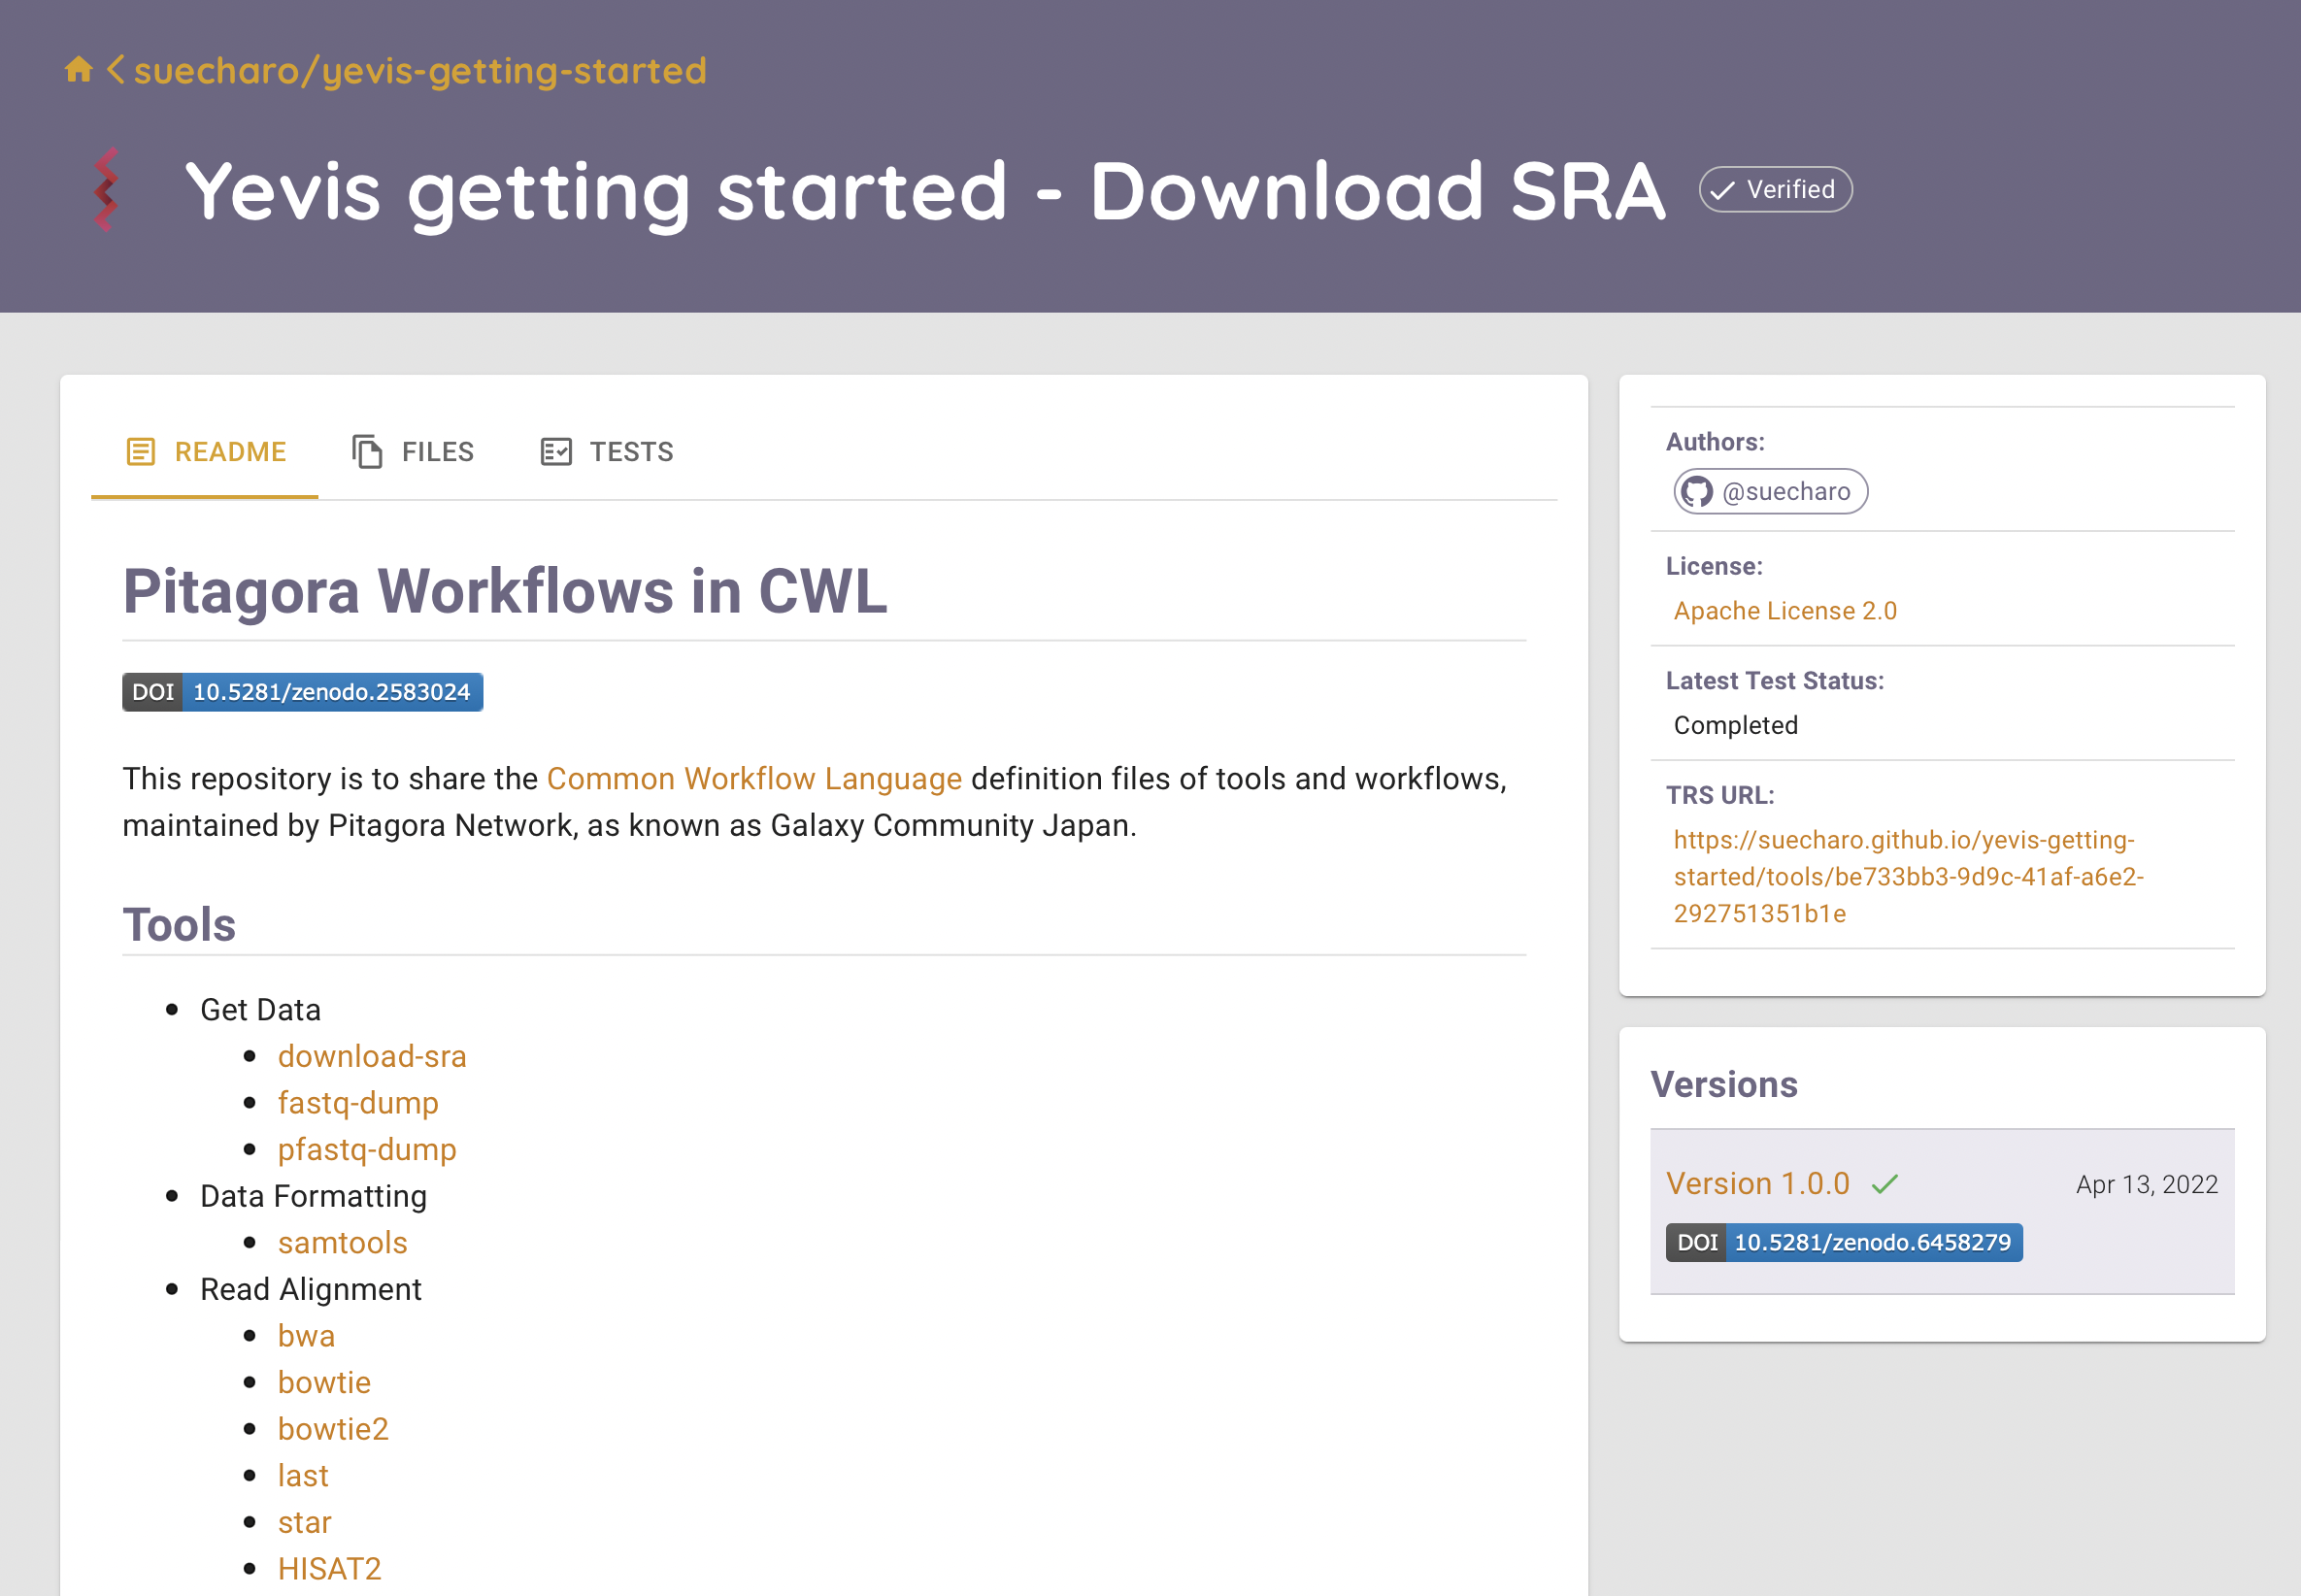 suecharo/yevis-getting-started
Yevis getting started - Download SRA
Verified
README
FILES
TESTS
Pitagora Workflows in CWL
DOI 10.5281/zenodo.2583024
This repository is to share the Common Workflow Language definition files of tools and workflows,
maintained by Pitagora Network, as known as Galaxy Community Japan.
Tools
Get Data
download-sra
fastq-dump
pfastq-dump
Data Formatting
samtools
Read Alignment
bwa
bowtie
bowtie2
last
star
HISAT2
Authors:
@suecharo
License:
Apache License 2.0
Latest Test Status:
Completed
TRS URL:
https://suecharo.github.io/yevis-getting-
started/tools/be733bb3-9d9c-41af-a6e2-
292751351b1e
Versions
Version 1.0.0
Apr 13, 2022
DOI 10.5281/zenodo.6458279